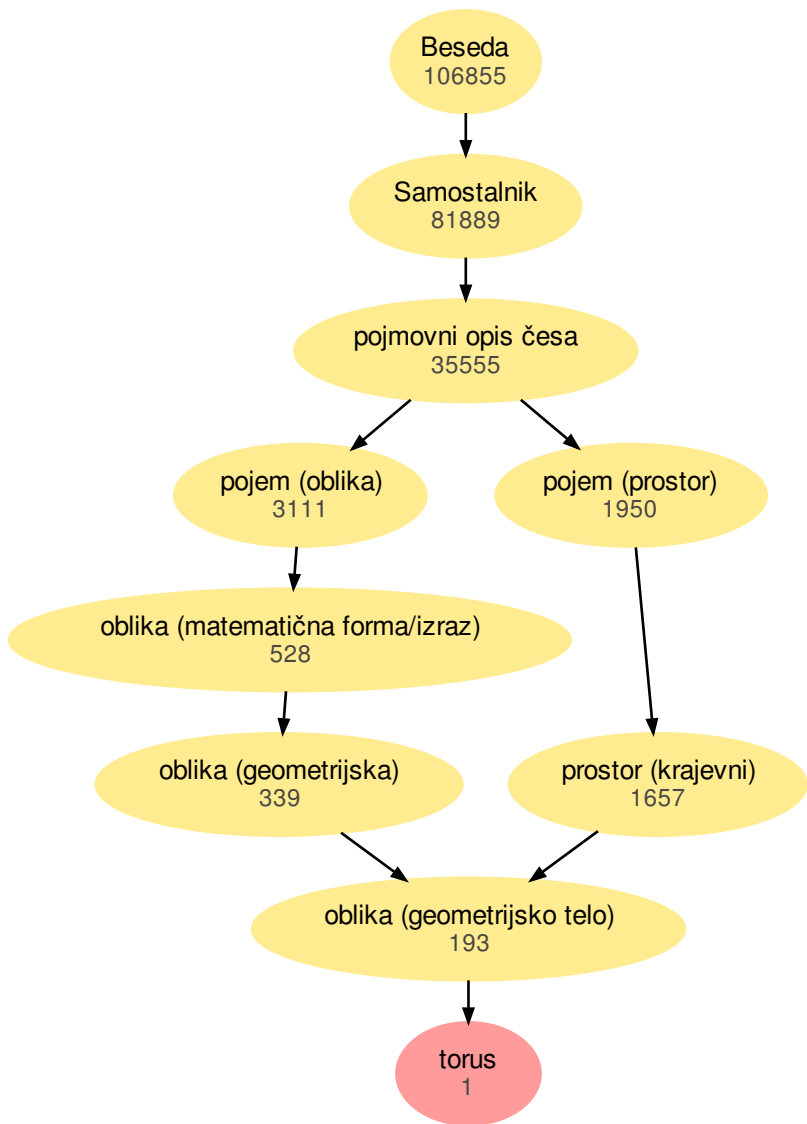 Beseda
106855
Samostalnik
81889
pojmovni opis česa
35555
pojem (oblika)
3111
pojem (prostor)
1950
oblika (matematična forma/izraz)
528
oblika (geometrijska)
339
prostor (krajevni)
1657
oblika (geometrijsko telo)
193
torus
1